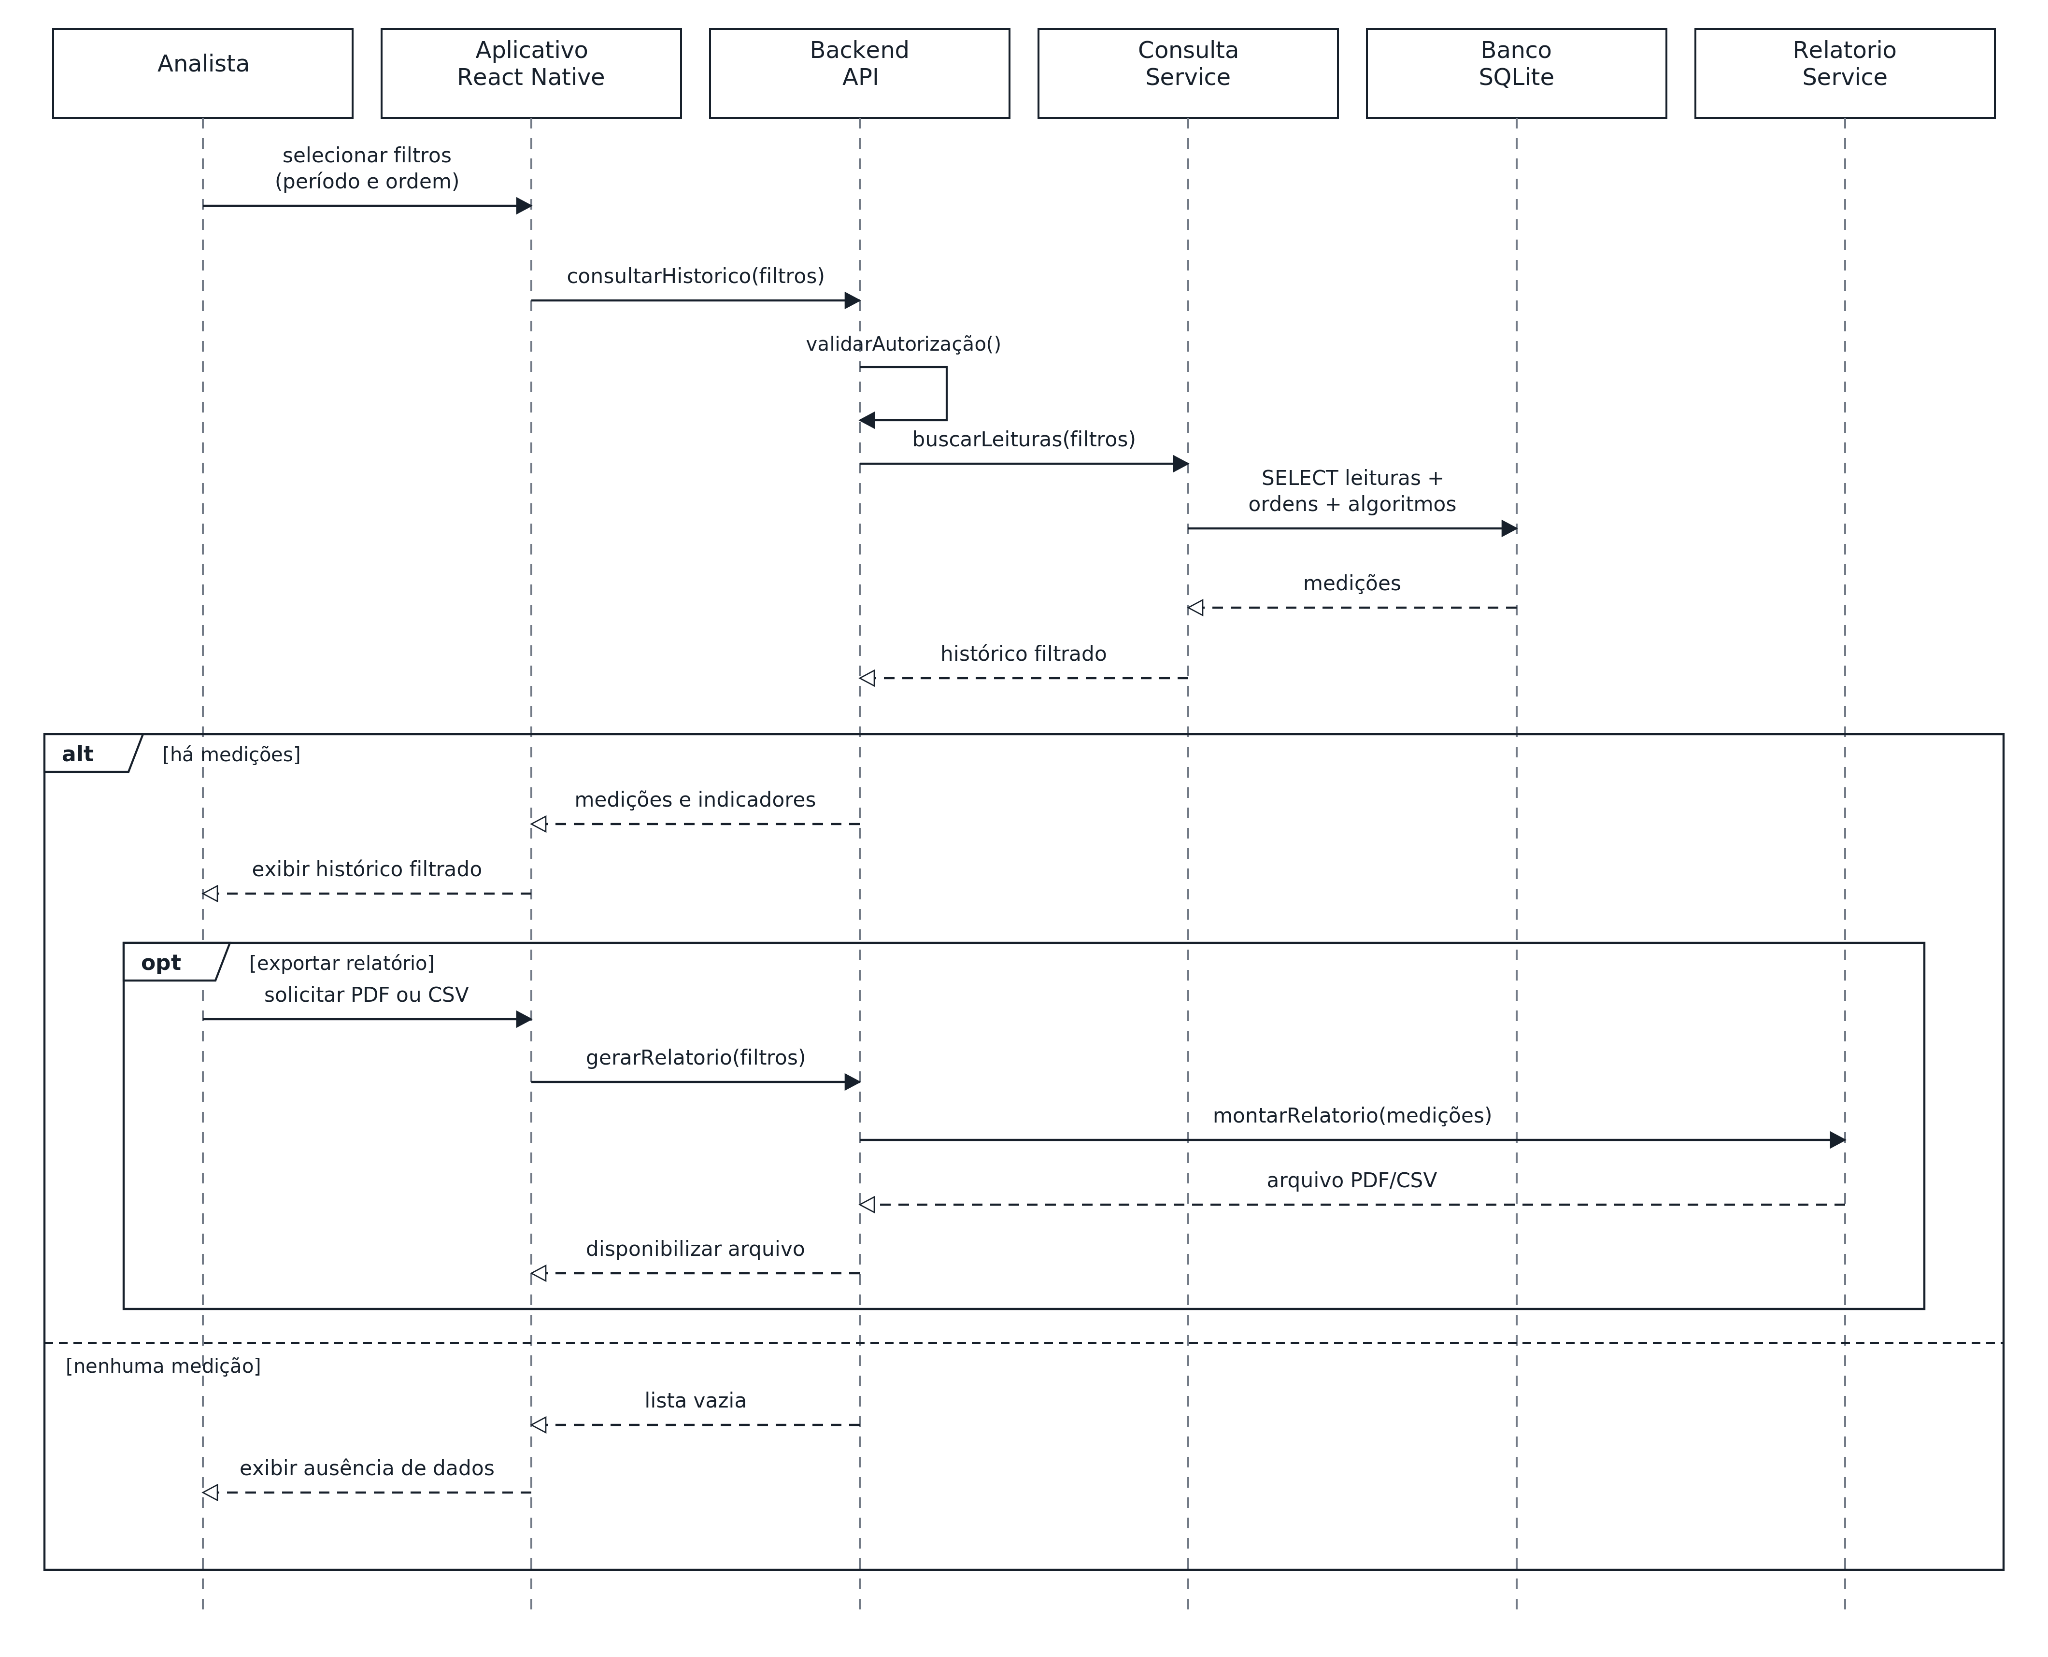 Analista
Aplicativo
React Native
Backend
API
Consulta
Service
Banco
SQLite
Relatorio
Service
selecionar filtros
(período e ordem)
consultarHistorico(filtros)
validarAutorização()
buscarLeituras(filtros)
SELECT leituras +
ordens + algoritmos
medições
histórico filtrado
alt
[há medições]
medições e indicadores
exibir histórico filtrado
opt
[exportar relatório]
solicitar PDF ou CSV
gerarRelatorio(filtros)
montarRelatorio(medições)
arquivo PDF/CSV
disponibilizar arquivo
[nenhuma medição]
lista vazia
exibir ausência de dados